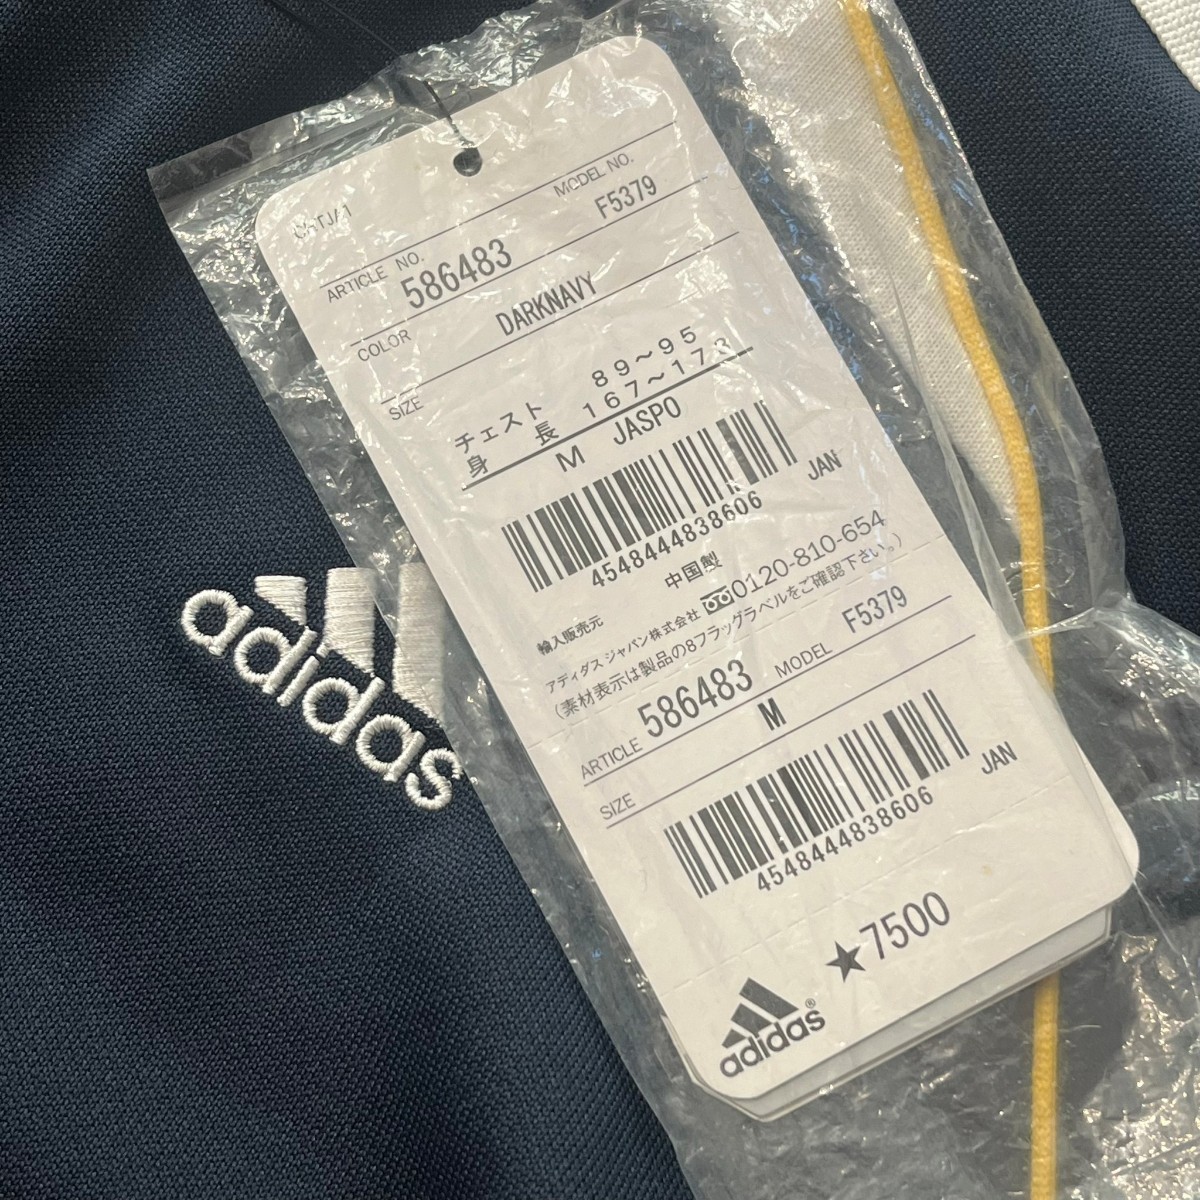 ARTICLE NO.
MODEL NO.
586483
F5379
COLOR
DARKNAVY
SIZE
チェスト 89～95
身 長 167～173
M JASPO
4548444838606
JAN
中国製
輸入販売元
アディダス ジャパン株式会社 0120-810-654
(素材表示は製品の8フラッグラベルをご確認下さい。)
ARTICLE 586483 MODEL F5379
SIZE M
4548444838606
JAN
★7500
adidas®
adidas